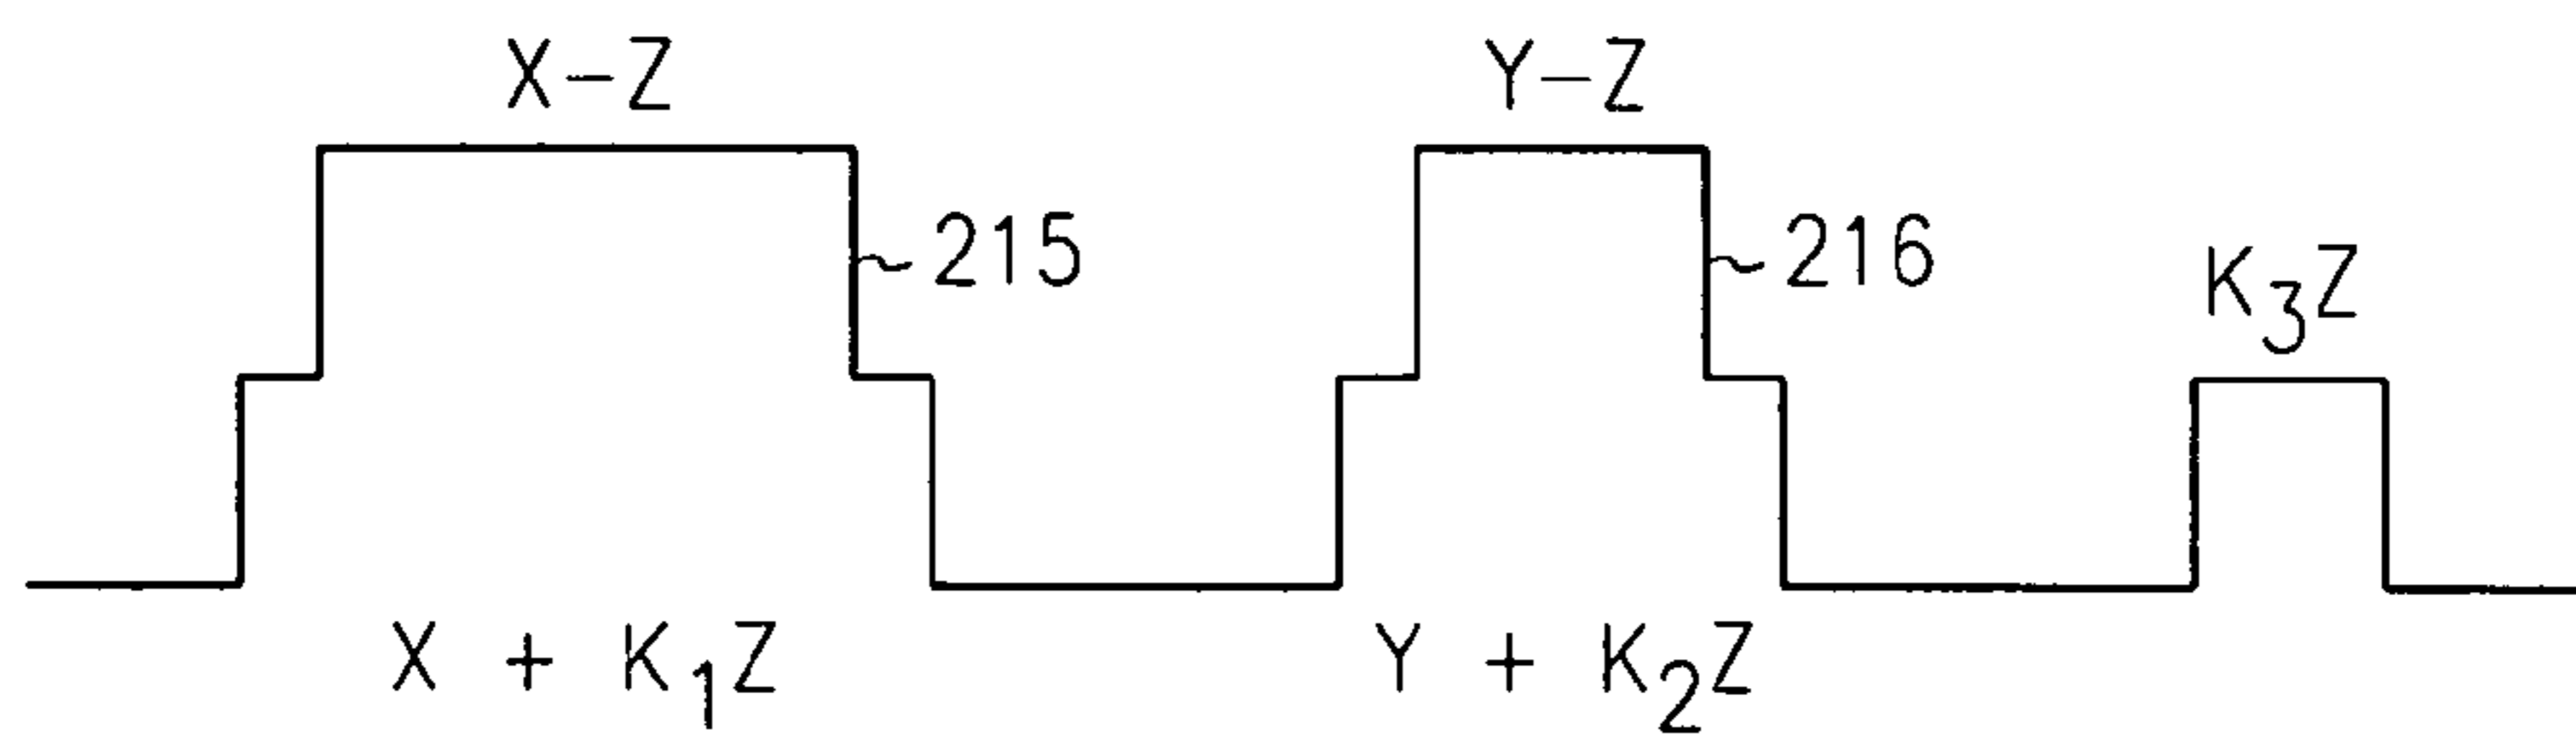 X-Z
Y-Z
215
216
K₃Z
X + K₁Z
Y + K₂Z